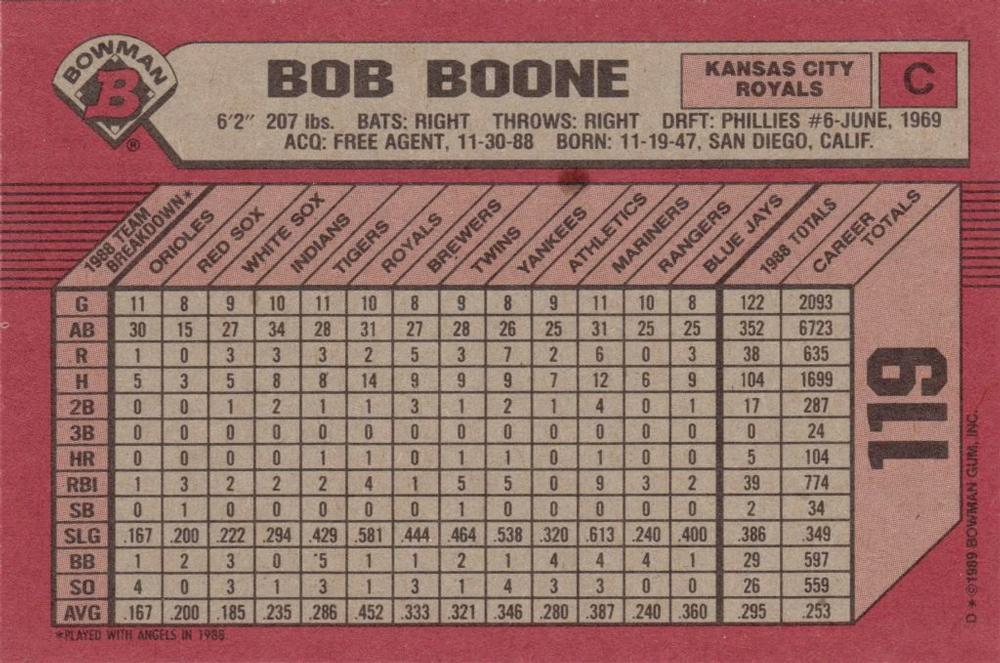 BOWMAN
B
®
BOB BOONE
KANSAS CITY
ROYALS
C
6'2" 207 lbs. BATS: RIGHT THROWS: RIGHT DRFT: PHILLIES #6-JUNE, 1969
ACQ: FREE AGENT, 11-30-88 BORN: 11-19-47, SAN DIEGO, CALIF.
1988 TEAM
BREAKDOWN*
ORIOLES
RED SOX
WHITE SOX
INDIANS
TIGERS
ROYALS
BREWERS
TWINS
YANKEES
ATHLETICS
MARINERS
RANGERS
BLUE JAYS
1988 TOTALS
CAREER
TOTALS
G 11 8 9 10 11 10 8 9 8 9 11 10 8 122 2093
AB 30 15 27 34 28 31 27 28 26 25 31 25 25 352 6723
R 1 0 3 3 3 2 5 3 7 2 6 0 3 38 635
H 5 3 5 8 8 14 9 9 9 7 12 6 9 104 1699
2B 0 0 1 2 1 1 3 1 2 1 4 0 1 17 287
3B 0 0 0 0 0 0 0 0 0 0 0 0 0 0 24
HR 0 0 0 0 1 1 0 1 1 0 1 0 0 5 104
RBI 1 3 2 2 2 4 1 5 5 0 9 3 2 39 774
SB 0 1 0 0 0 0 0 1 0 0 0 0 0 2 34
SLG .167 .200 .222 .294 .429 .581 .444 .464 .538 .320 .613 .240 .400 .386 .349
BB 1 2 3 0 5 1 1 2 1 4 4 4 1 29 597
SO 4 0 3 1 3 1 3 1 4 3 3 0 0 26 559
AVG .167 .200 .185 .235 .286 .452 .333 .321 .346 .280 .387 .240 .360 .295 .253
*PLAYED WITH ANGELS IN 1988
119
D*©1989 BOWMAN GUM, INC.